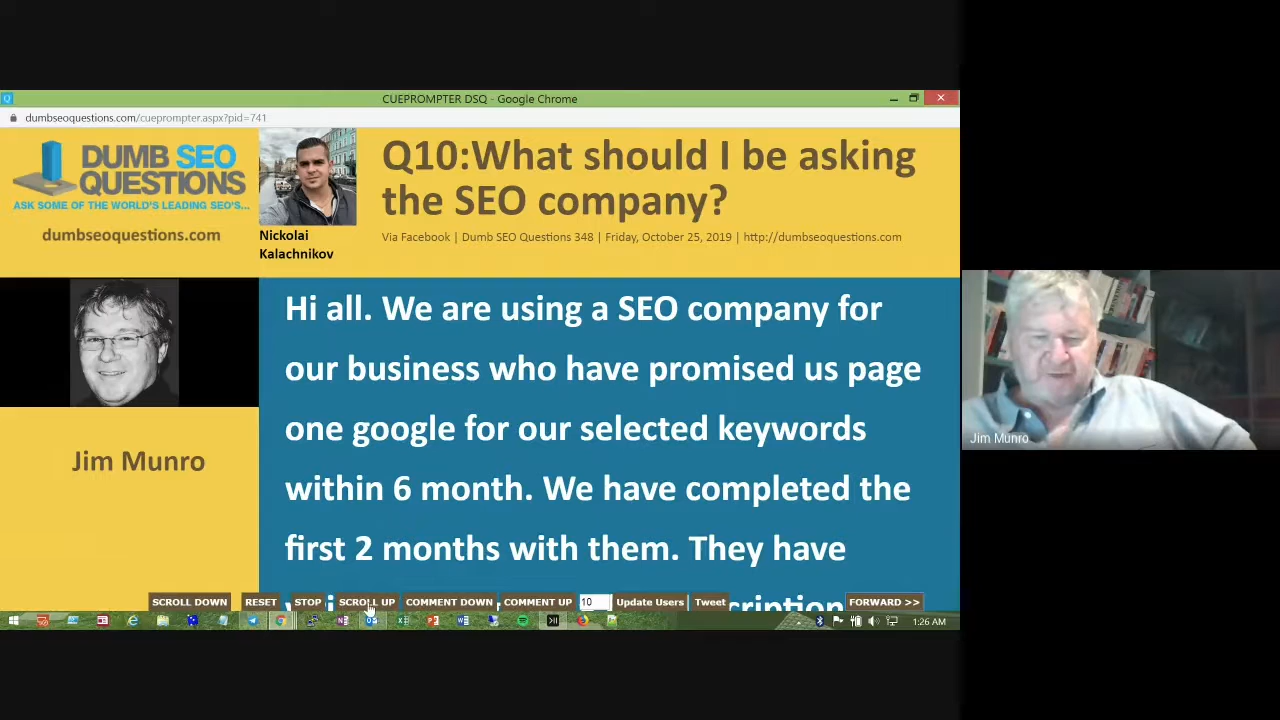 CUEPROMPTER DSQ - Google Chrome
dumbseoquestions.com/cueprompter.aspx?pid=741
DUMB SEO
QUESTIONS
ASK SOME OF THE WORLD'S LEADING SEO'S...
dumbseoquestions.com
Nickolai
Kalachnikov
Q10:What should I be asking
the SEO company?
Via Facebook | Dumb SEO Questions 348 | Friday, October 25, 2019 | http://dumbseoquestions.com
Jim Munro
Hi all. We are using a SEO company for
our business who have promised us page
one google for our selected keywords
within 6 month. We have completed the
first 2 months with them. They have
SCROLL DOWN RESET STOP SCROLL UP COMMENT DOWN COMMENT UP 10 Update Users Tweet FORWARD >>
1:26 AM
Jim Munro